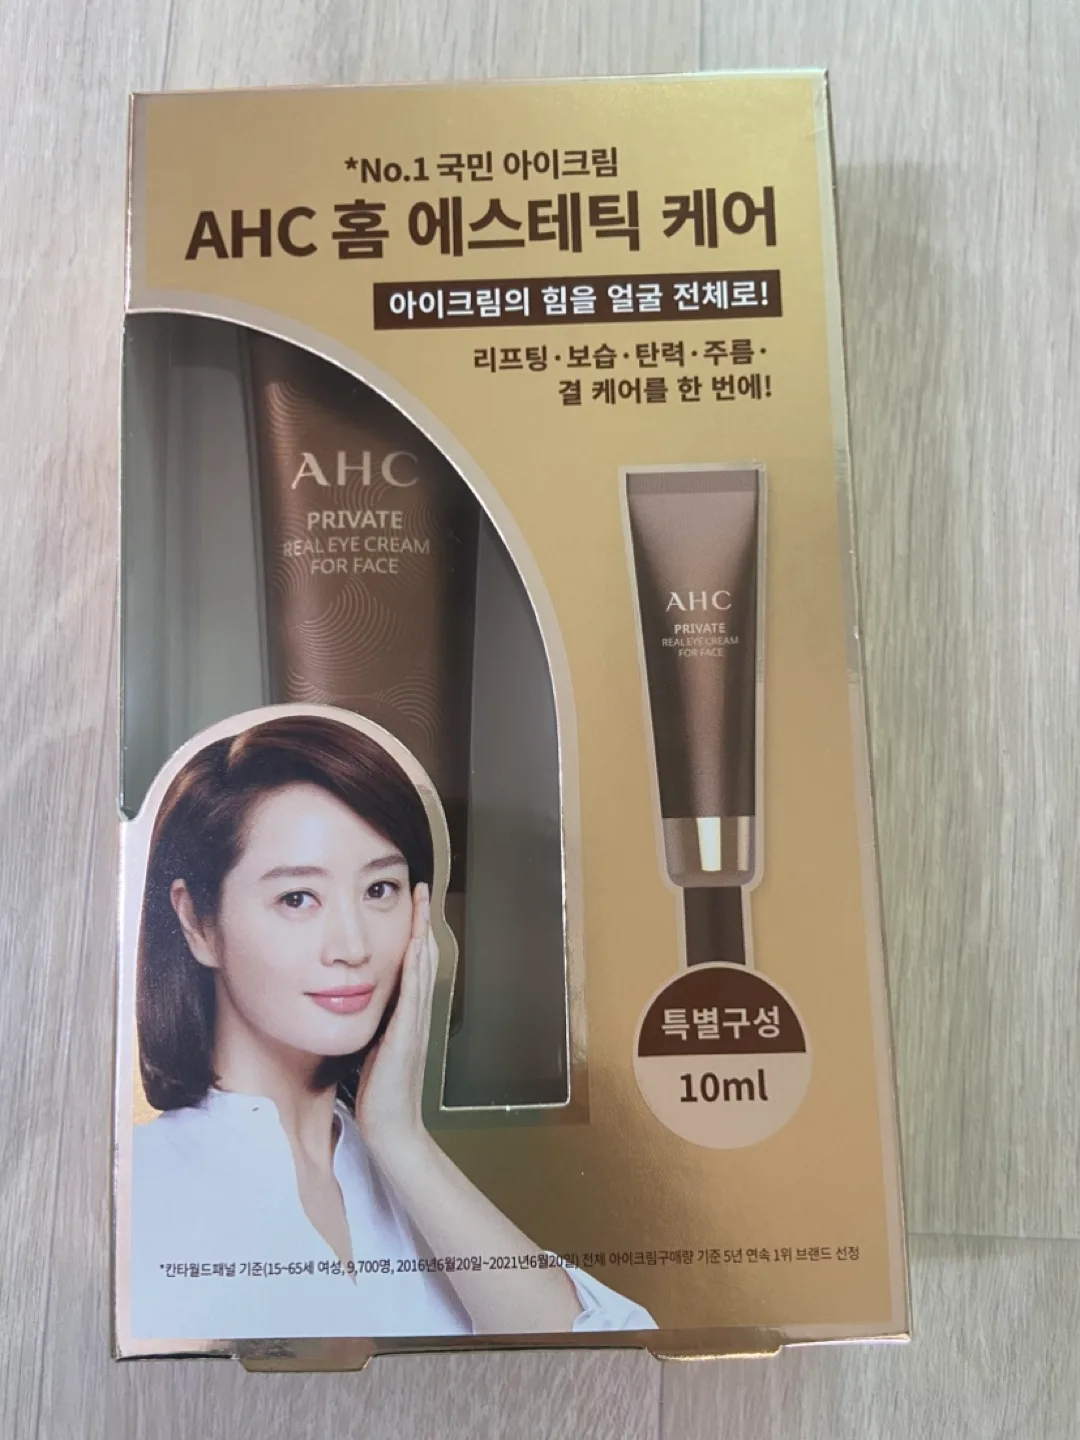 *No.1 국민 아이크림
AHC 홈 에스테틱 케어
아이크림의 힘을 얼굴 전체로!
리프팅·보습·탄력·주름·
결 케어를 한 번에!
AHC
PRIVATE
REAL EYE CREAM
FOR FACE
AHC
PRIVATE
REAL EYE CREAM
FOR FACE
특별구성
10ml
*칸타월드패널 기준(15~65세 여성, 9,700명, 2016년6월20일~2021년6월20일) 전체 아이크림구매량 기준 5년 연속 1위 브랜드 선정